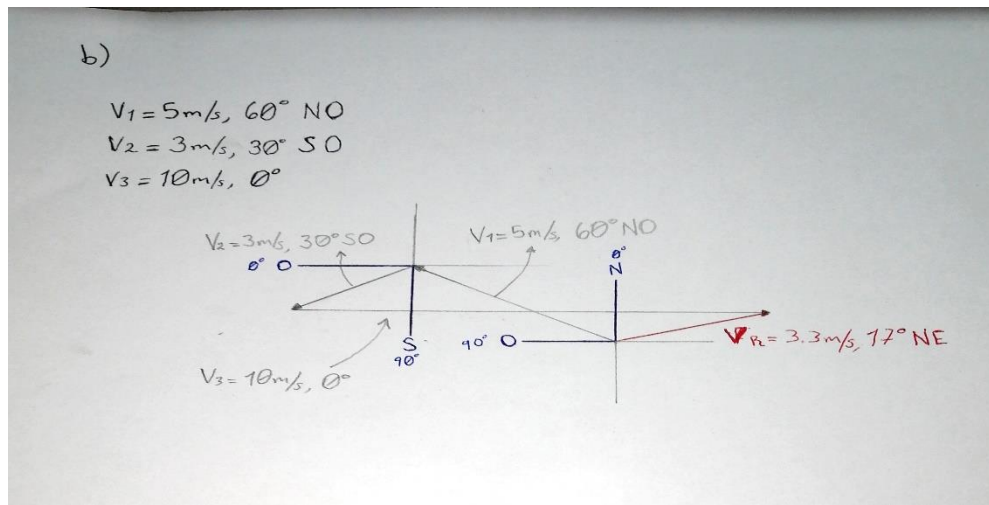 b)
V1 = 5m/s, 60° NO
V2 = 3m/s, 30° SO
V3 = 10m/s, 0°
V2 = 3m/s, 30° SO
V1 = 5m/s, 60° NO
0° O
0°
N
S
90°
90° O
VR = 3.3m/s, 17° NE
V3 = 10m/s, 0°